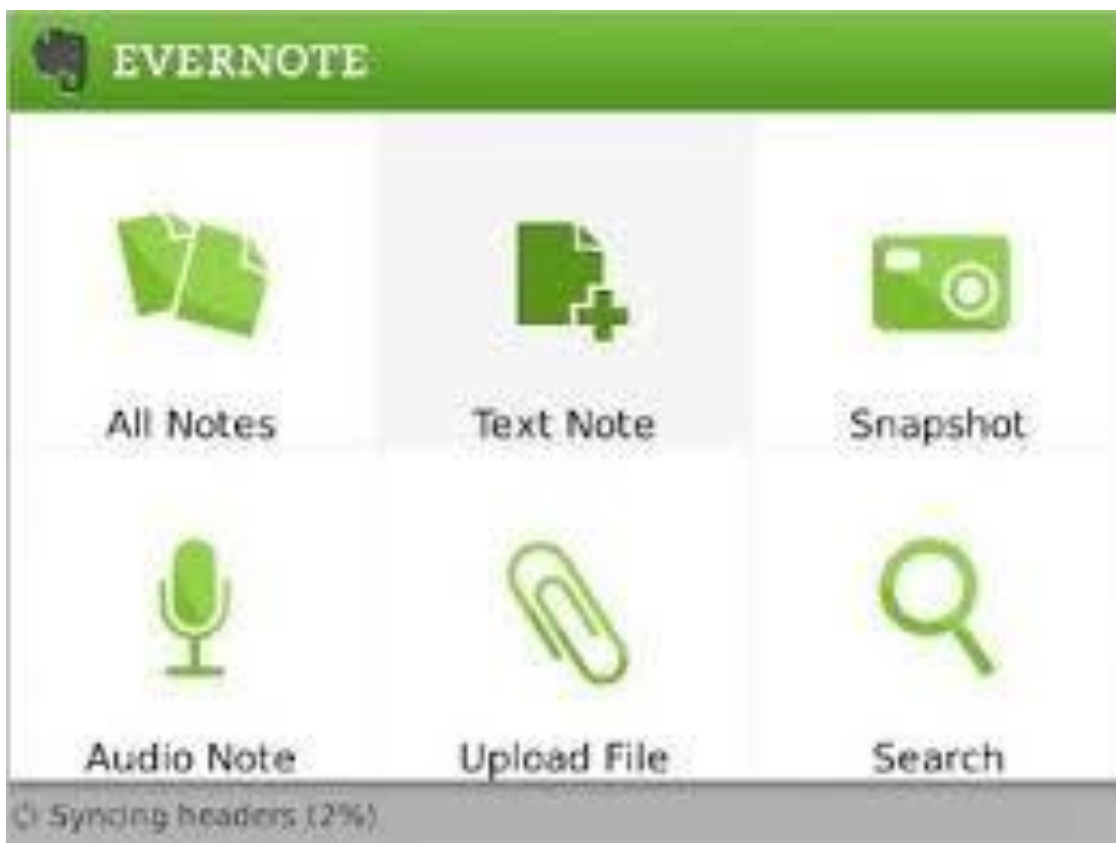 EVERNOTE
All Notes
Text Note
Snapshot
Audio Note
Upload File
Search
Syncing headers (2%)